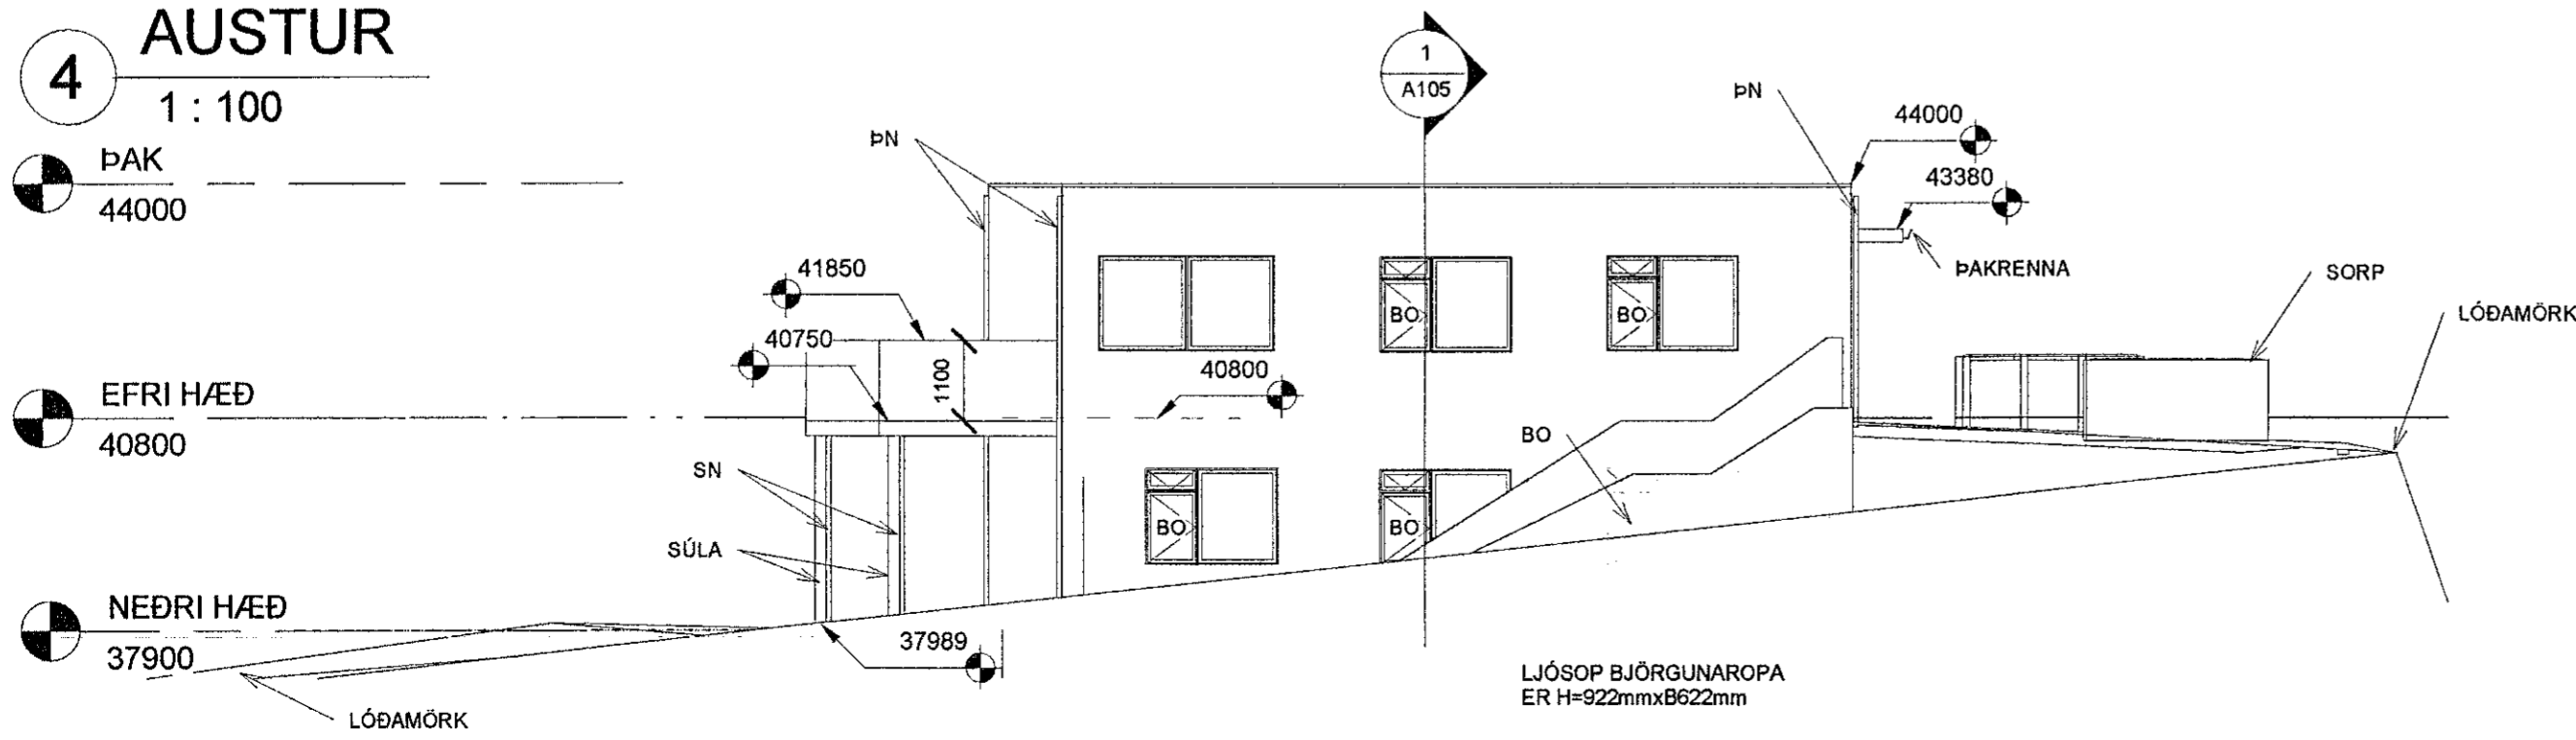 4
AUSTUR
1 : 100
ÞAK
44000
EFRI HÆÐ
40800
NEÐRI HÆÐ
37900
LÓÐAMÖRK
ÞN
41850
40750
1100
SN
SÚLA
37989
1
A105
40800
BO
BO
BO
BO
BO
ÞN
44000
43380
ÞAKRENNA
SORP
LÓÐAMÖRK
LJÓSOP BJÖRGUNAROPA
ER H=922mmxB622mm